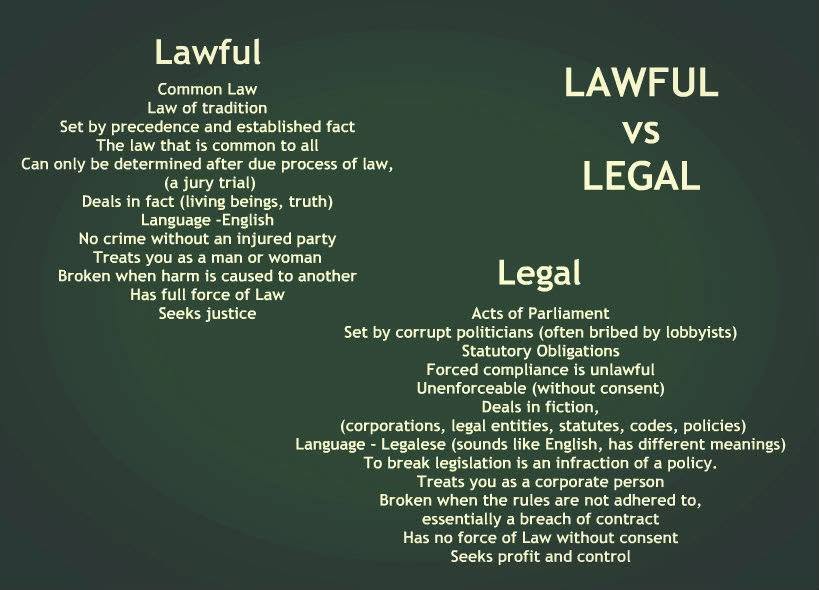 Lawful
Common Law
Law of tradition
Set by precedence and established fact
The law that is common to all
Can only be determined after due process of law,
(a jury trial)
Deals in fact (living beings, truth)
Language -English
No crime without an injured party
Treats you as a man or woman
Broken when harm is caused to another
Has full force of Law
Seeks justice
LAWFUL
vs
LEGAL
Legal
Acts of Parliament
Set by corrupt politicians (often bribed by lobbyists)
Statutory Obligations
Forced compliance is unlawful
Unenforceable (without consent)
Deals in fiction,
(corporations, legal entities, statutes, codes, policies)
Language - Legalese (sounds like English, has different meanings)
To break legislation is an infraction of a policy.
Treats you as a corporate person
Broken when the rules are not adhered to,
essentially a breach of contract
Has no force of Law without consent
Seeks profit and control